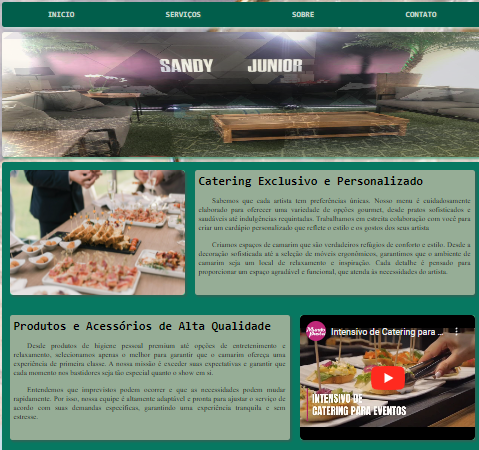 INICIO SERVIÇOS SOBRE CONTATO
SANDY JUNIOR
Catering Exclusivo e Personalizado
Sabemos que cada artista tem preferências únicas. Nosso menu é cuidadosamente
elaborado para oferecer uma variedade de opções gourmet, desde pratos sofisticados e
saudáveis até indulgências requintadas. Trabalhamos em estreita colaboração com você para
criar um cardápio personalizado que reflete o estilo e os gostos dos seus artista
Criamos espaços de camarim que são verdadeiros refúgios de conforto e estilo. Desde a
decoração sofisticada até a seleção de móveis ergonômicos, garantimos que o ambiente de
camarim seja um local de relaxamento e inspiração. Cada detalhe é pensado para
proporcionar um espaço agradável e funcional, que atenda às necessidades do artista.
Produtos e Acessórios de Alta Qualidade
Desde produtos de higiene pessoal premium até opções de entretenimento e
relaxamento, selecionamos apenas o melhor para garantir que o camarim ofereça uma
experiência de primeira classe. A nossa missão é exceder suas expectativas e garantir que
cada momento nos bastidores seja tão especial quanto o show em si.
Entendemos que imprevistos podem ocorrer e que as necessidades podem mudar
rapidamente. Por isso, nossa equipe é altamente adaptável e pronta para ajustar o serviço de
acordo com suas demandas específicas, garantindo uma experiência tranquila e sem
estresse.
Intensivo de Catering para ...
INTENSIVO DE
CATERING PARA EVENTOS